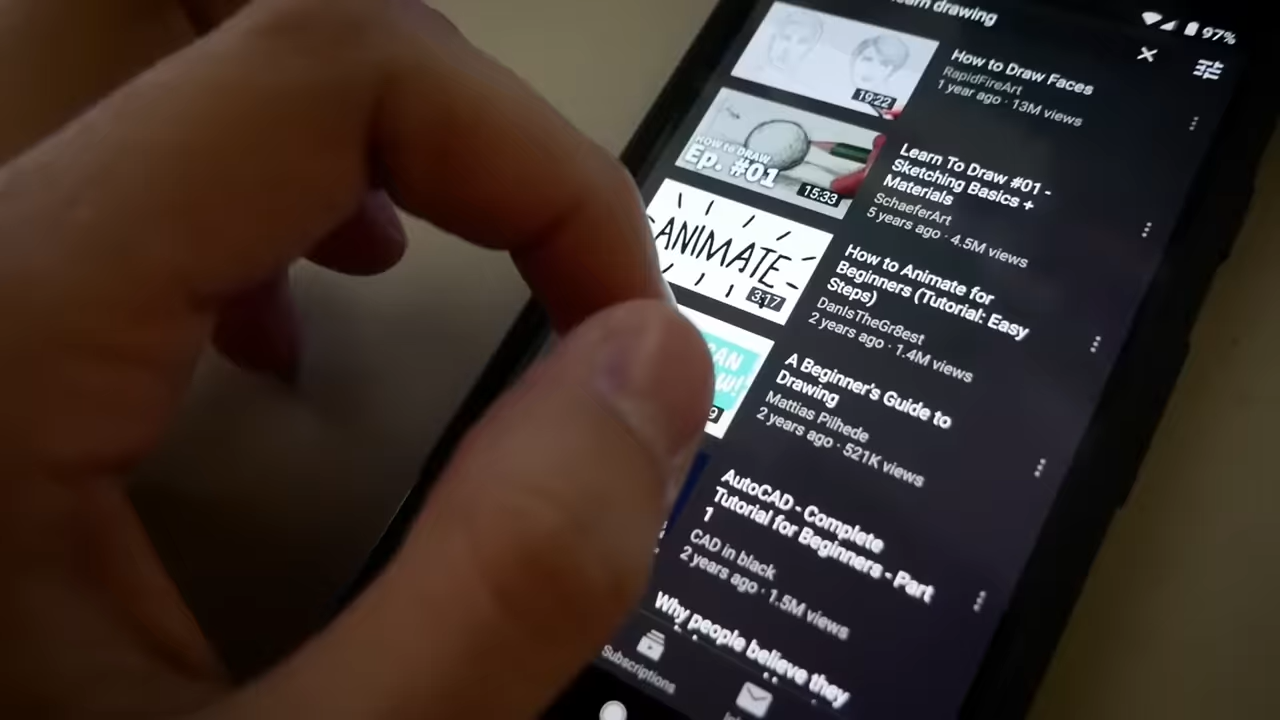 learn drawing
97%
19:22
How to Draw Faces
RapidFireArt
1 year ago · 13M views
HOW to DRAW
Ep. #01
15:33
Learn To Draw #01 -
Sketching Basics +
Materials
SchaeferArt
5 years ago · 4.5M views
ANIMATE
3:17
How to Animate for
Beginners (Tutorial: Easy
Steps)
DanIsTheGr8est
2 years ago · 1.4M views
CAN
9
A Beginner's Guide to
Drawing
Mattias Pilhede
2 years ago · 521K views
AutoCAD - Complete
Tutorial for Beginners - Part
1
CAD in black
2 years ago · 1.5M views
Why people believe they
Subscriptions